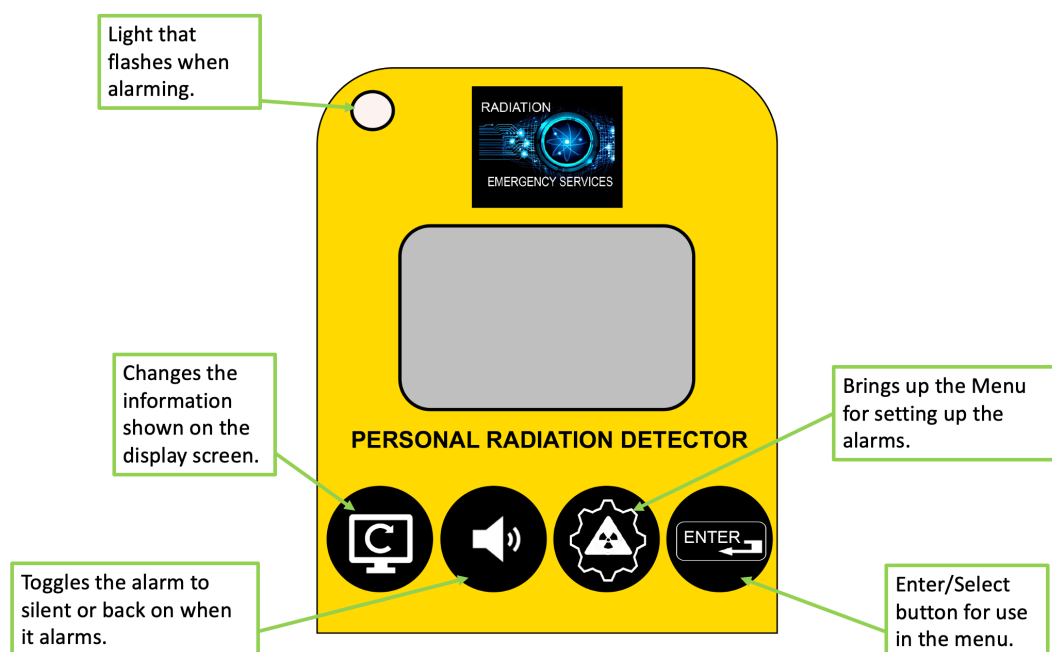 Light that
flashes when
alarming.
RADIATION
EMERGENCY SERVICES
Changes the
information
shown on the
display screen.
Brings up the Menu
for setting up the
alarms.
PERSONAL RADIATION DETECTOR
C
ENTER
Toggles the alarm to
silent or back on when
it alarms.
Enter/Select
button for use
in the menu.